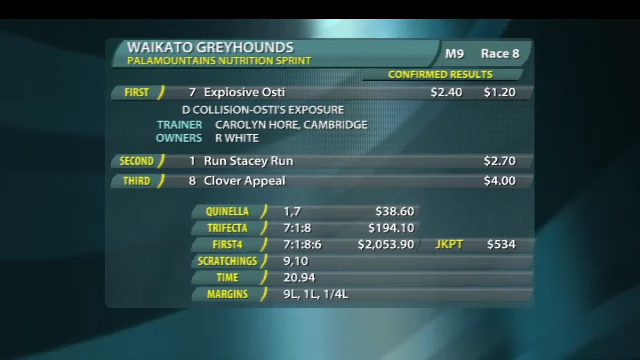 WAIKATO GREYHOUNDS
PALAMOUNTAINS NUTRITION SPRINT
M9 Race 8
CONFIRMED RESULTS
FIRST 7 Explosive Osti $2.40 $1.20
D COLLISION-OSTI'S EXPOSURE
TRAINER CAROLYN HORE, CAMBRIDGE
OWNERS R WHITE
SECOND 1 Run Stacey Run $2.70
THIRD 8 Clover Appeal $4.00
QUINELLA 1,7 $38.60
TRIFECTA 7:1:8 $194.10
FIRST4 7:1:8:6 $2,053.90 JKPT $534
SCRATCHINGS 9,10
TIME 20.94
MARGINS 9L, 1L, 1/4L